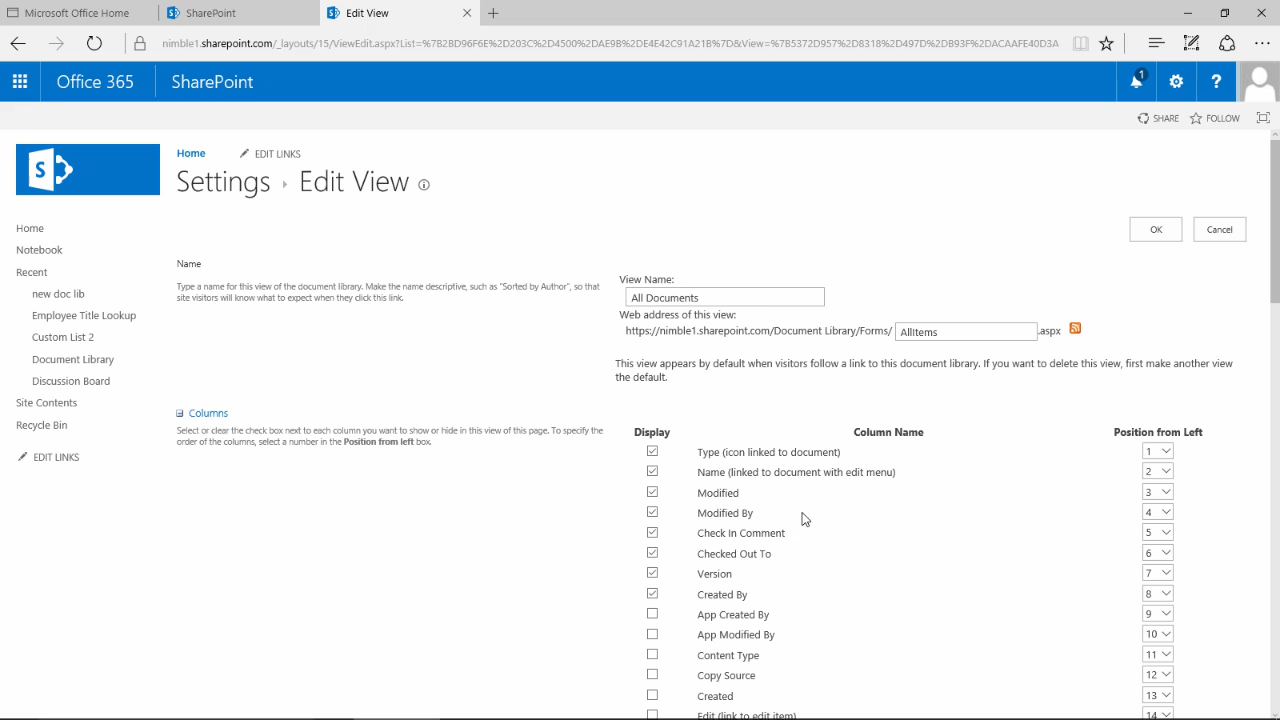 Microsoft Office Home
SharePoint
Edit View
nimble1.sharepoint.com/_layouts/15/ViewEdit.aspx?List=%7B2BD96F6E%2D203C%2D4500%2DAE9B%2DE4E42C91A21B%7D&View=%7B5372D957%2D8318%2D497D%2DB93F%2DACAAFE40D3A
Office 365
SharePoint
1
?
SHARE
FOLLOW
S
Home
EDIT LINKS
Settings
Edit View
Home
Notebook
Recent
new doc lib
Employee Title Lookup
Custom List 2
Document Library
Discussion Board
Site Contents
Recycle Bin
EDIT LINKS
OK
Cancel
Name
Type a name for this view of the document library. Make the name descriptive, such as "Sorted by Author", so that
site visitors will know what to expect when they click this link.
View Name:
All Documents
Web address of this view:
https://nimble1.sharepoint.com/Document Library/Forms/ AllItems .aspx
This view appears by default when visitors follow a link to this document library. If you want to delete this view, first make another view
the default.
Columns
Select or clear the check box next to each column you want to show or hide in this view of this page. To specify the
order of the columns, select a number in the Position from left box.
Display Column Name Position from Left
Type (icon linked to document) 1
Name (linked to document with edit menu) 2
Modified 3
Modified By 4
Check In Comment 5
Checked Out To 6
Version 7
Created By 8
App Created By 9
App Modified By 10
Content Type 11
Copy Source 12
Created 13
Edit (link to edit item) 14